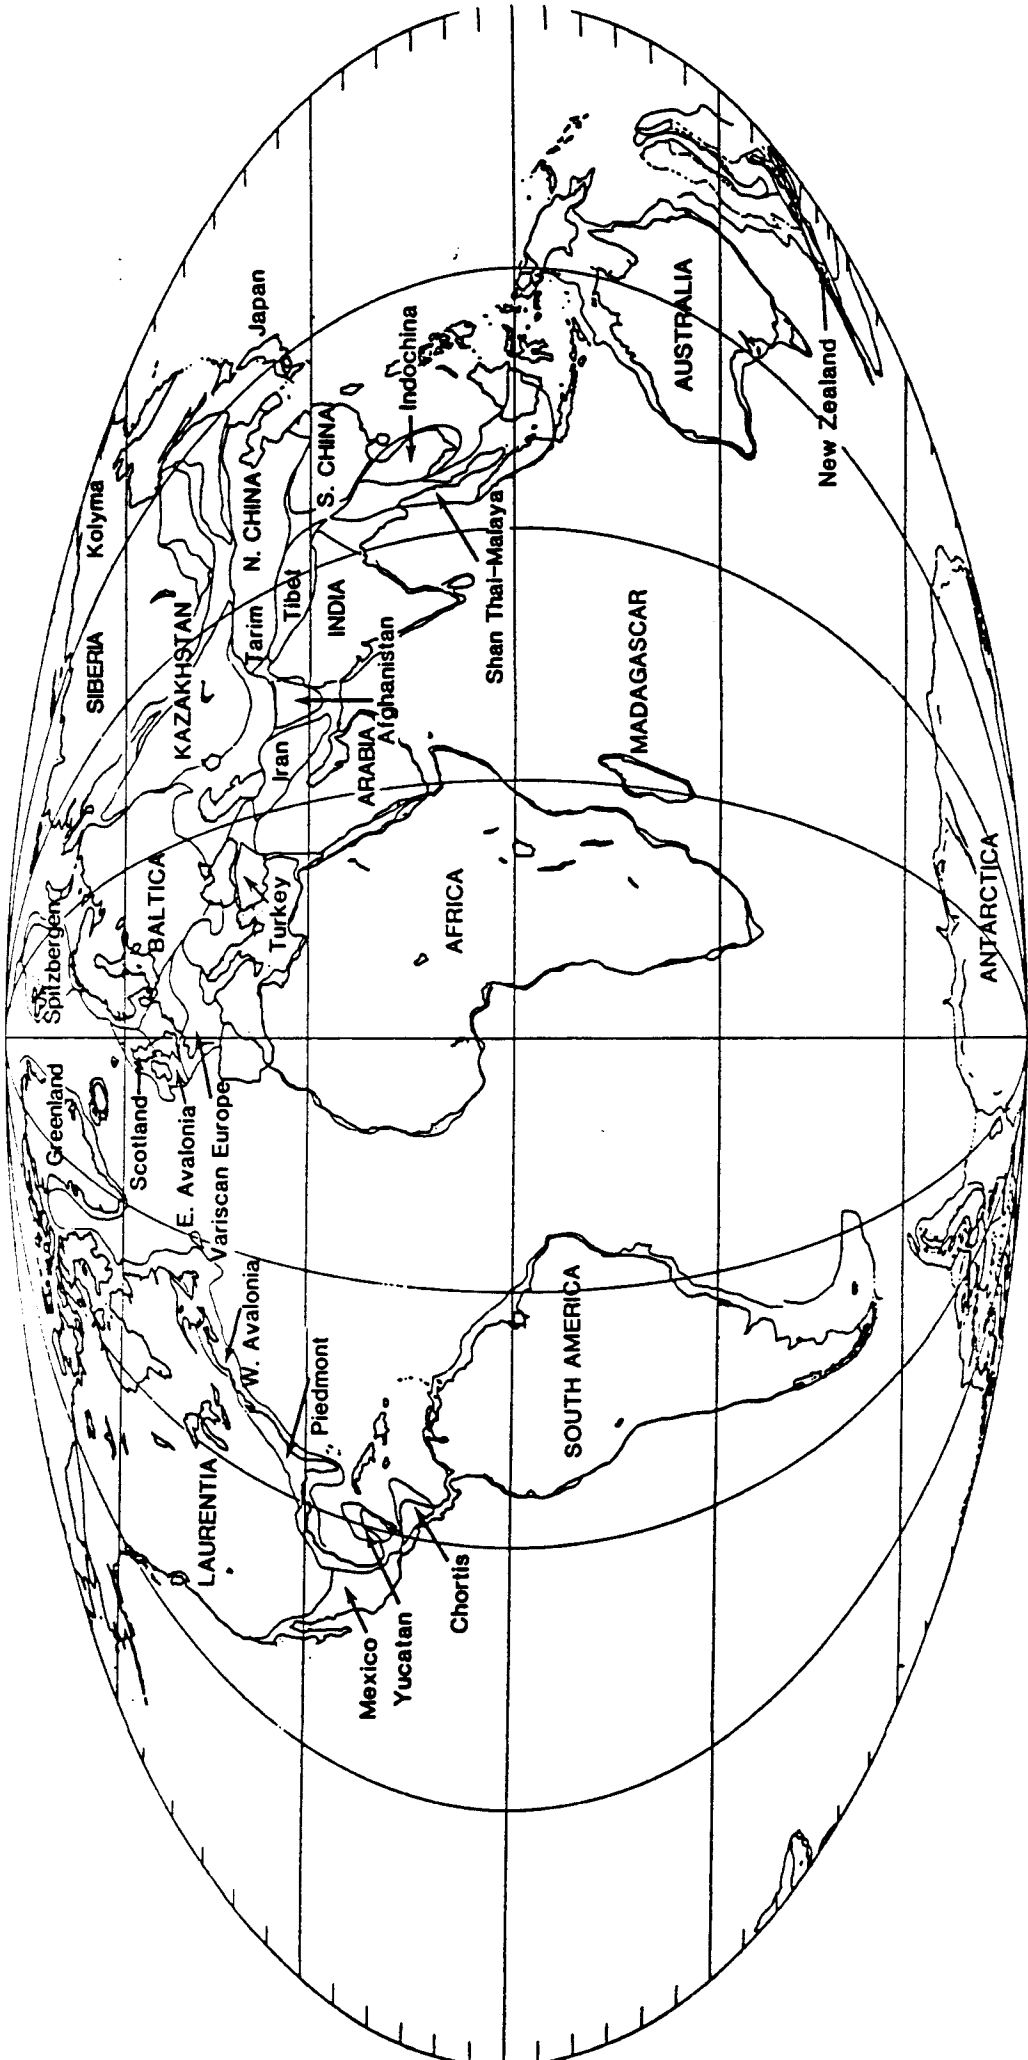 Spitzbergen
Greenland
SIBERIA
Kolyma
Scotland
BALTICA
KAZAKHSTAN
E. Avalonia
LAURENTIA
Variscan Europe
W. Avalonia
Turkey
Tarim
N. CHINA
Japan
Iran
Tibet
Piedmont
INDIA
S. CHINA
Mexico
ARABIA
Afghanistan
Yucatan
Indochina
Chortis
AFRICA
Shan Thai-Malaya
SOUTH AMERICA
MADAGASCAR
AUSTRALIA
New Zealand
ANTARCTICA